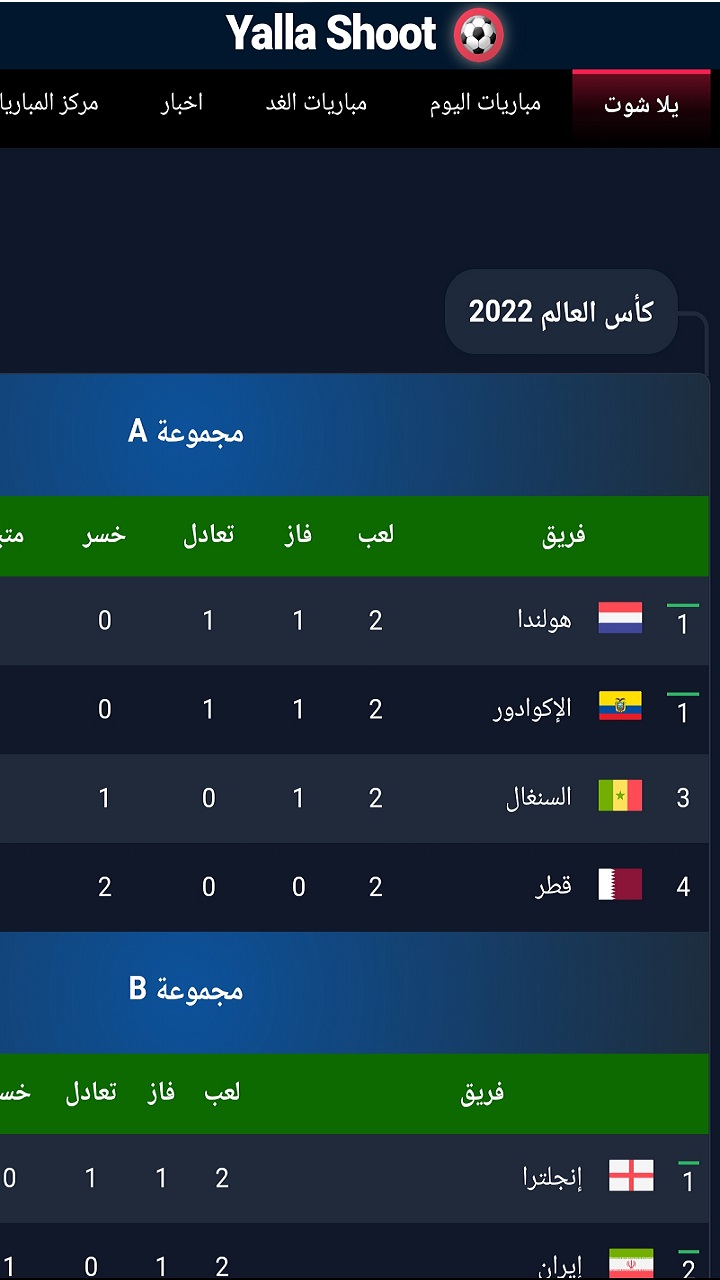 Yalla Shoot
يلا شوت مباريات اليوم مباريات الغد اخبار مركز
كأس العالم 2022
مجموعة A
فريق لعب فاز تعادل خسر
1 هولندا 2 1 1 0
1 الإكوادور 2 1 1 0
3 السنغال 2 1 0 1
4 قطر 2 0 0 2
مجموعة B
فريق لعب فاز تعادل
1 إنجلترا 2 1 1 0
2 إيران 2 1 0 1